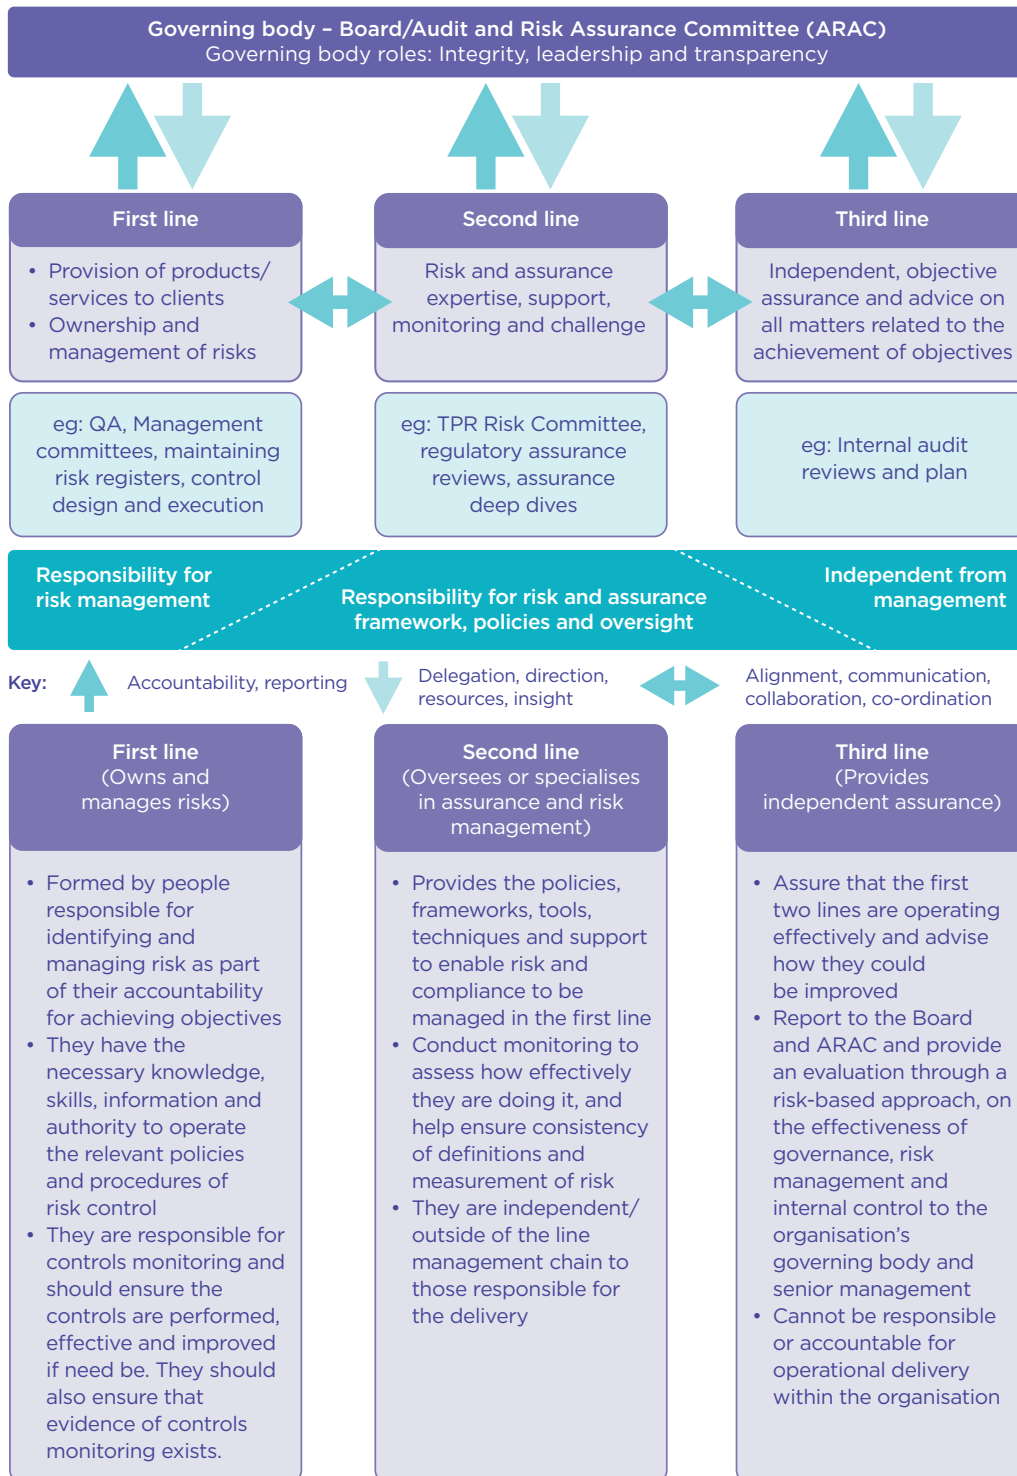 Governing body – Board/Audit and Risk Assurance Committee (ARAC)
Governing body roles: Integrity, leadership and transparency
First line
• Provision of products/
services to clients
• Ownership and
management of risks
Second line
Risk and assurance
expertise, support,
monitoring and challenge
Third line
Independent, objective
assurance and advice on
all matters related to the
achievement of objectives
eg: QA, Management
committees, maintaining
risk registers, control
design and execution
eg: TPR Risk Committee,
regulatory assurance
reviews, assurance
deep dives
eg: Internal audit
reviews and plan
Responsibility for
risk management
Responsibility for risk and assurance
framework, policies and oversight
Independent from
management
Key:
Accountability, reporting
Delegation, direction,
resources, insight
Alignment, communication,
collaboration, co-ordination
First line
(Owns and
manages risks)
• Formed by people
responsible for
identifying and
managing risk as part
of their accountability
for achieving objectives
• They have the
necessary knowledge,
skills, information and
authority to operate
the relevant policies
and procedures of
risk control
• They are responsible for
controls monitoring and
should ensure the
controls are performed,
effective and improved
if need be. They should
also ensure that
evidence of controls
monitoring exists.
Second line
(Oversees or specialises
in assurance and risk
management)
• Provides the policies,
frameworks, tools,
techniques and support
to enable risk and
compliance to be
managed in the first line
• Conduct monitoring to
assess how effectively
they are doing it, and
help ensure consistency
of definitions and
measurement of risk
• They are independent/
outside of the line
management chain to
those responsible for
the delivery
Third line
(Provides
independent assurance)
• Assure that the first
two lines are operating
effectively and advise
how they could
be improved
• Report to the Board
and ARAC and provide
an evaluation through a
risk-based approach, on
the effectiveness of
governance, risk
management and
internal control to the
organisation's
governing body and
senior management
• Cannot be responsible
or accountable for
operational delivery
within the organisation